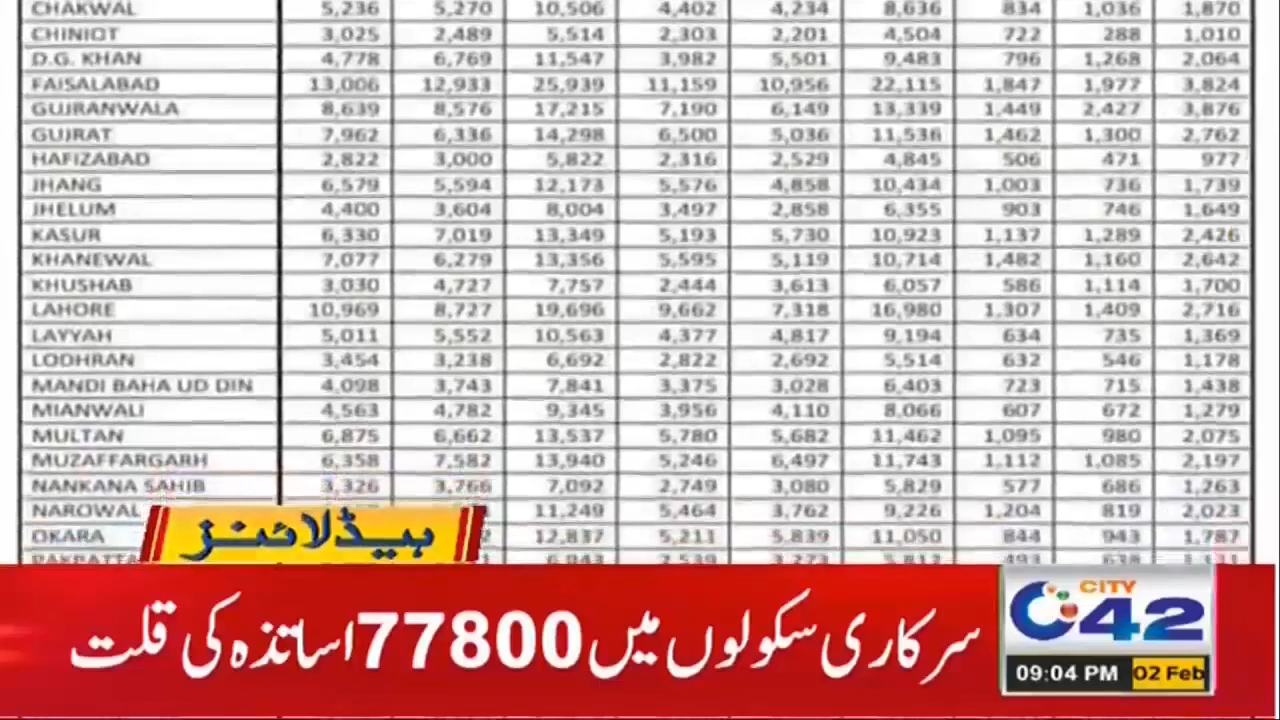 CHAKWAL 5,236 5,270 10,506 4,402 4,234 8,636 834 1,036 1,870
CHINIOT 3,025 2,489 5,514 2,303 2,201 4,504 722 288 1,010
D.G. KHAN 4,778 6,769 11,547 3,982 5,501 9,483 796 1,268 2,064
FAISALABAD 13,006 12,933 25,939 11,159 10,956 22,115 1,847 1,977 3,824
GUJRANWALA 8,639 8,576 17,215 7,190 6,149 13,339 1,449 2,427 3,876
GUJRAT 7,962 6,336 14,298 6,500 5,036 11,536 1,462 1,300 2,762
HAFIZABAD 2,822 3,000 5,822 2,316 2,529 4,845 506 471 977
JHANG 6,579 5,594 12,173 5,576 4,858 10,434 1,003 736 1,739
JHELUM 4,400 3,604 8,004 3,497 2,858 6,355 903 746 1,649
KASUR 6,330 7,019 13,349 5,193 5,730 10,923 1,137 1,289 2,426
KHANEWAL 7,077 6,279 13,356 5,595 5,119 10,714 1,482 1,160 2,642
KHUSHAB 3,030 4,727 7,757 2,444 3,613 6,057 586 1,114 1,700
LAHORE 10,969 8,727 19,696 9,662 7,318 16,980 1,307 1,409 2,716
LAYYAH 5,011 5,552 10,563 4,377 4,817 9,194 634 735 1,369
LODHRAN 3,454 3,238 6,692 2,822 2,692 5,514 632 546 1,178
MANDI BAHA UD DIN 4,098 3,743 7,841 3,375 3,028 6,403 723 715 1,438
MIANWALI 4,563 4,782 9,345 3,956 4,110 8,066 607 672 1,279
MULTAN 6,875 6,662 13,537 5,780 5,682 11,462 1,095 980 2,075
MUZAFFARGARH 6,358 7,582 13,940 5,246 6,497 11,743 1,112 1,085 2,197
NANKANA SAHIB 3,326 3,766 7,092 2,749 3,080 5,829 577 686 1,263
NAROWAL 11,249 5,464 3,762 9,226 1,204 819 2,023
OKARA 12,837 5,211 5,839 11,050 844 943 1,787
ہیڈلائنز
سرکاری سکولوں میں 77800 اساتذہ کی قلت
CITY
42
09:04 PM 02 Feb